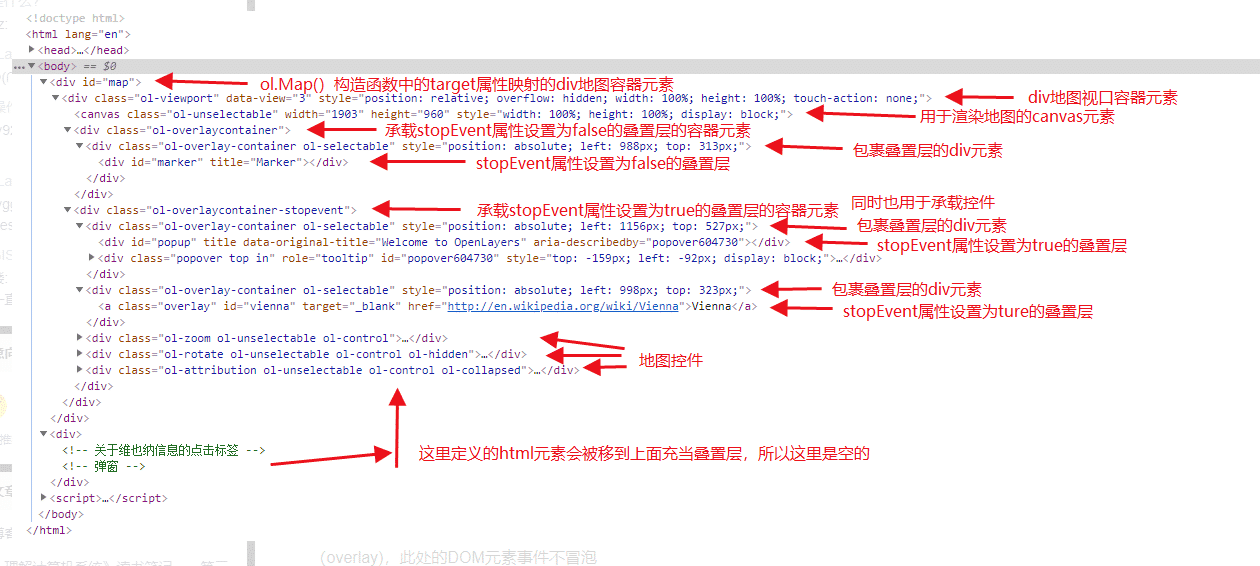 <!doctype html>
<html lang="en">
<head>…</head>
<body> == $0
<div id="map"> ol.Map() 构造函数中的target属性映射的div地图容器元素
<div class="ol-viewport" data-view="3" style="position: relative; overflow: hidden; width: 100%; height: 100%; touch-action: none;"> div地图视口容器元素
<canvas class="ol-unselectable" width="1903" height="960" style="width: 100%; height: 100%; display: block;"> 用于渲染地图的canvas元素
<div class="ol-overlaycontainer"> 承载stopEvent属性设置为false的叠置层的容器元素
<div class="ol-overlay-container ol-selectable" style="position: absolute; left: 988px; top: 313px;"> 包裹叠置层的div元素
<div id="marker" title="Marker"></div> stopEvent属性设置为false的叠置层
</div>
</div>
<div class="ol-overlaycontainer-stopevent"> 承载stopEvent属性设置为true的叠置层的容器元素 同时也用于承载控件
<div class="ol-overlay-container ol-selectable" style="position: absolute; left: 1156px; top: 527px;"> 包裹叠置层的div元素
<div id="popup" title data-original-title="Welcome to OpenLayers" aria-describedby="popover604730"></div> stopEvent属性设置为true的叠置层
<div class="popover top in" role="tooltip" id="popover604730" style="top: -159px; left: -92px; display: block;">…</div>
</div>
<div class="ol-overlay-container ol-selectable" style="position: absolute; left: 998px; top: 323px;"> 包裹叠置层的div元素
<a class="overlay" id="vienna" target="_blank" href="http://en.wikipedia.org/wiki/Vienna">Vienna</a> stopEvent属性设置为ture的叠置层
</div>
<div class="ol-zoom ol-unselectable ol-control">…</div>
<div class="ol-rotate ol-unselectable ol-control ol-hidden">…</div> 地图控件
<div class="ol-attribution ol-unselectable ol-control ol-collapsed">…</div>
</div>
</div>
</div>
<div>
<!-- 关于维也纳信息的点击标签 --> 这里定义的html元素会被移到上面充当叠置层，所以这里是空的
<!-- 弹窗 -->
</div>
<script>…</script>
</body>
</html>
(overlay)，此处的DOM元素事件不冒泡